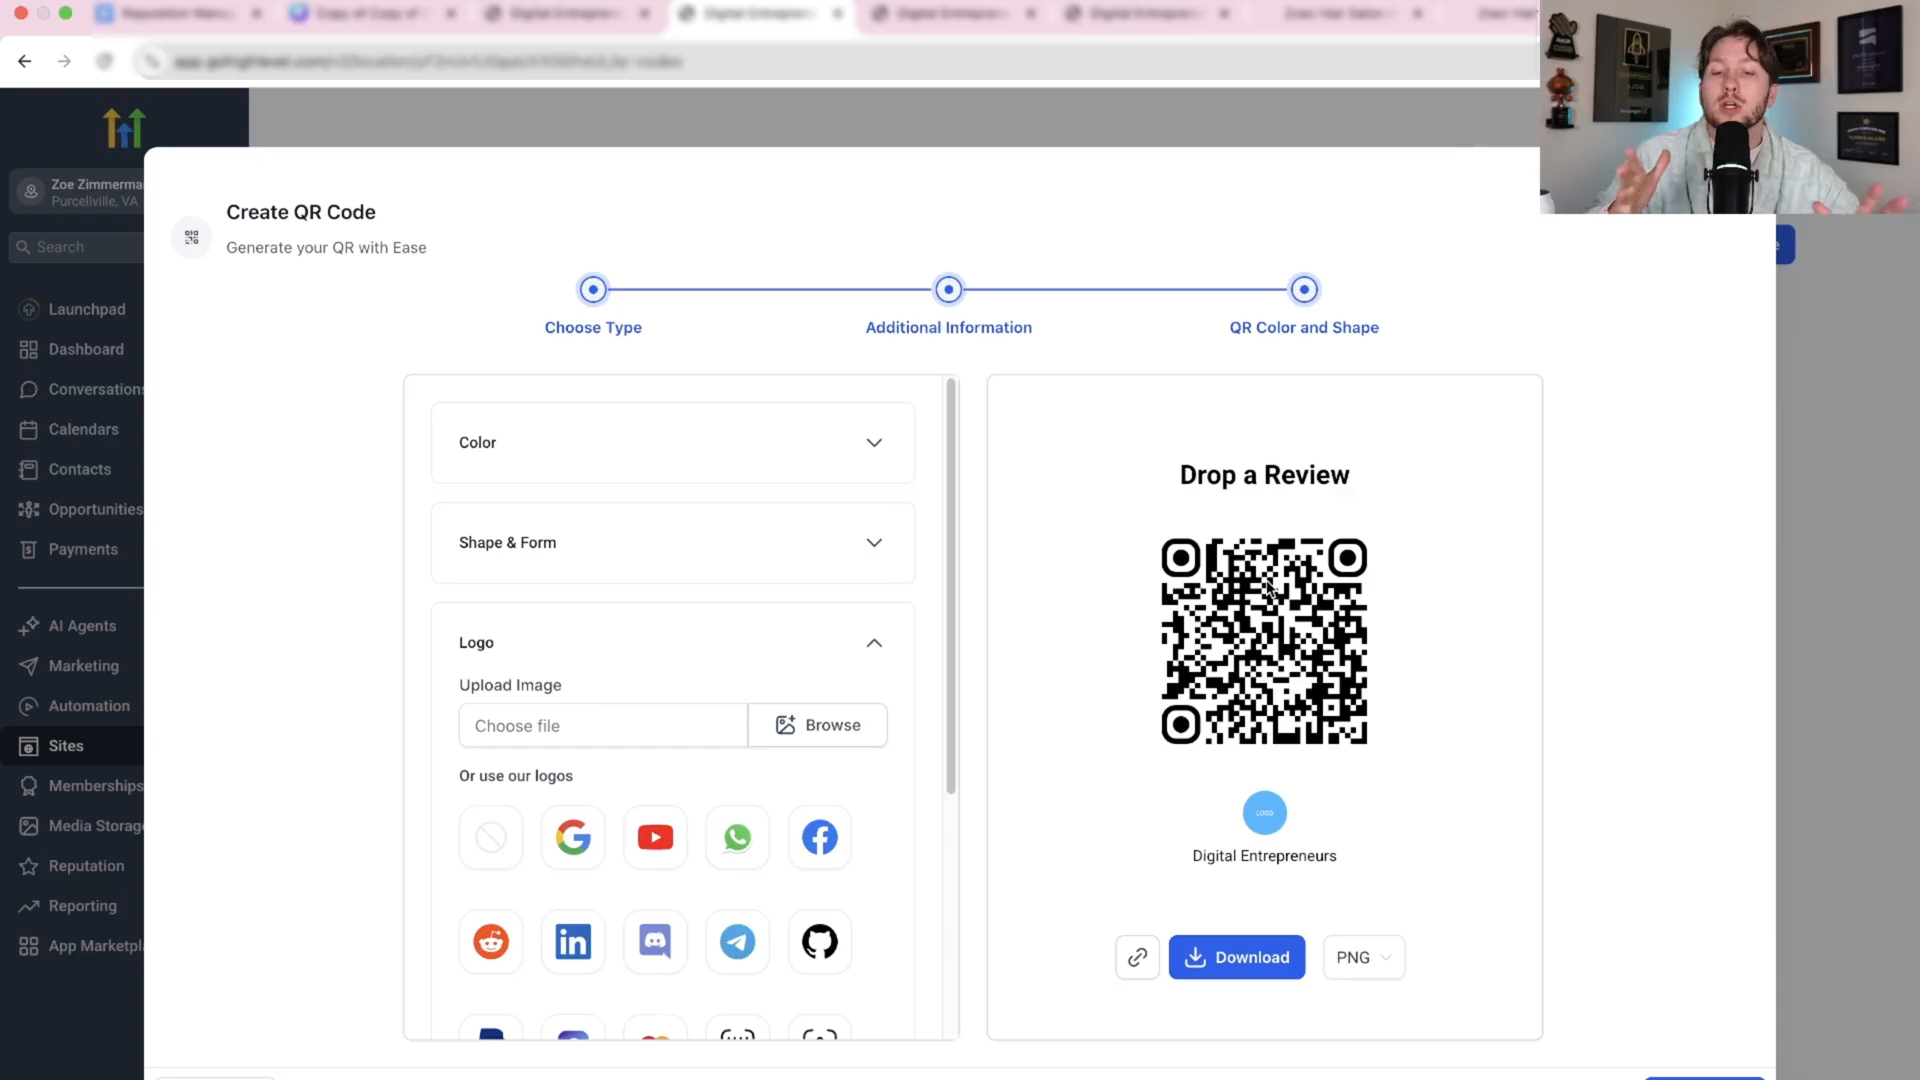 Zoe Zimmerma
Purcellville, VA
Search
Launchpad
Dashboard
Conversations
Calendars
Contacts
Opportunities
Payments
AI Agents
Marketing
Automation
Sites
Memberships
Media Storag
Reputation
Reporting
App Marketpl
Create QR Code
Generate your QR with Ease
Choose Type
Additional Information
QR Color and Shape
Color
Shape & Form
Logo
Upload Image
Choose file
Browse
Or use our logos
Drop a Review
LOGO
Digital Entrepreneurs
Download
PNG